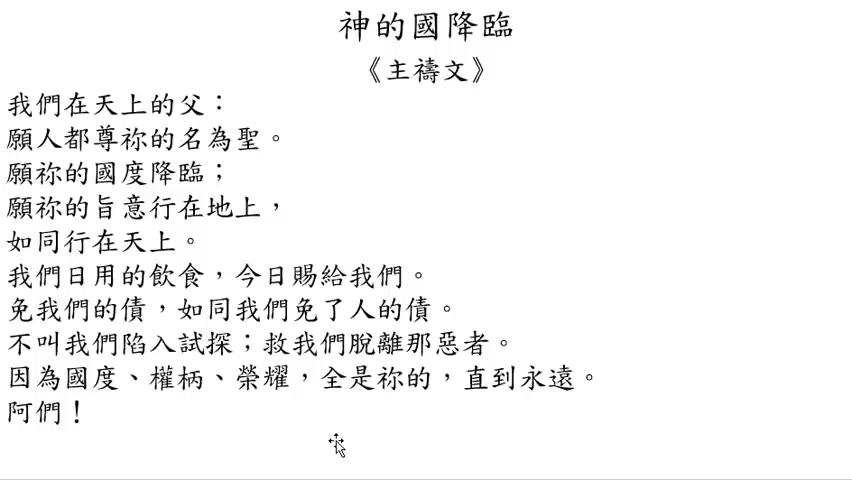 神的國降臨
《主禱文》
我們在天上的父：
願人都尊祢的名為聖。
願祢的國度降臨；
願祢的旨意行在地上，
如同行在天上。
我們日用的飲食，今日賜給我們。
免我們的債，如同我們免了人的債。
不叫我們陷入試探；救我們脫離那惡者。
因為國度、權柄、榮耀，全是祢的，直到永遠。
阿們！